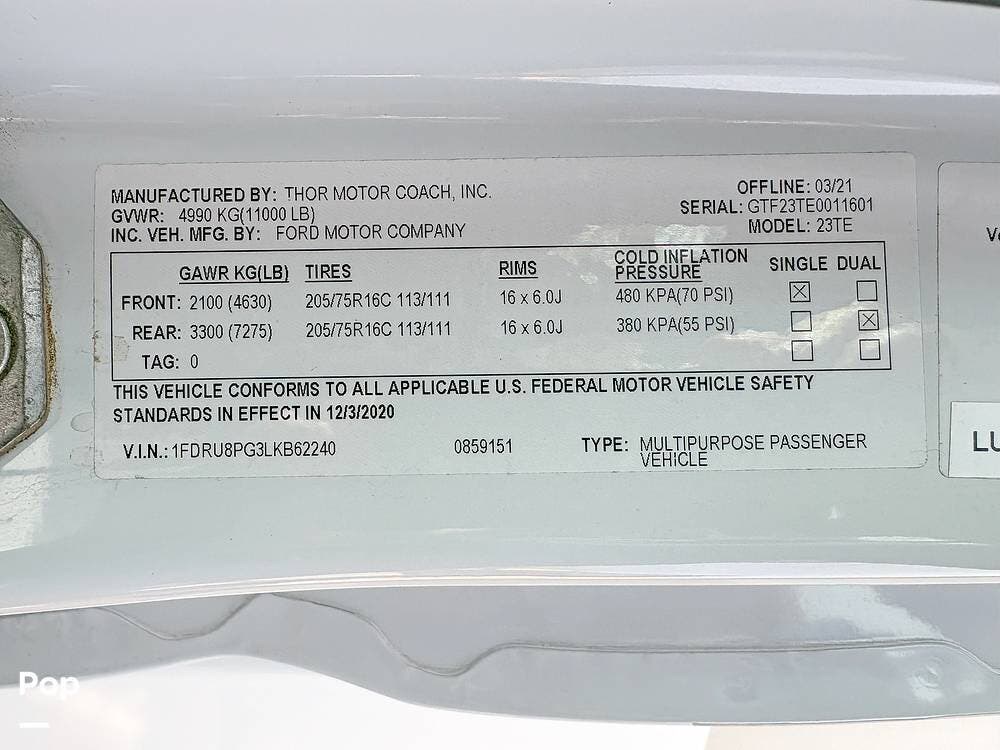 MANUFACTURED BY: THOR MOTOR COACH, INC.
OFFLINE: 03/21
GVWR: 4990 KG(11000 LB)
SERIAL: GTF23TE0011601
INC. VEH. MFG. BY: FORD MOTOR COMPANY
MODEL: 23TE
GAWR KG(LB) TIRES RIMS COLD INFLATION PRESSURE SINGLE DUAL
FRONT: 2100 (4630) 205/75R16C 113/111 16 x 6.0J 480 KPA(70 PSI)
REAR: 3300 (7275) 205/75R16C 113/111 16 x 6.0J 380 KPA(55 PSI)
TAG: 0
THIS VEHICLE CONFORMS TO ALL APPLICABLE U.S. FEDERAL MOTOR VEHICLE SAFETY
STANDARDS IN EFFECT IN 12/3/2020
V.I.N.: 1FDRU8PG3LKB62240 0859151 TYPE: MULTIPURPOSE PASSENGER
VEHICLE
LU
Pop